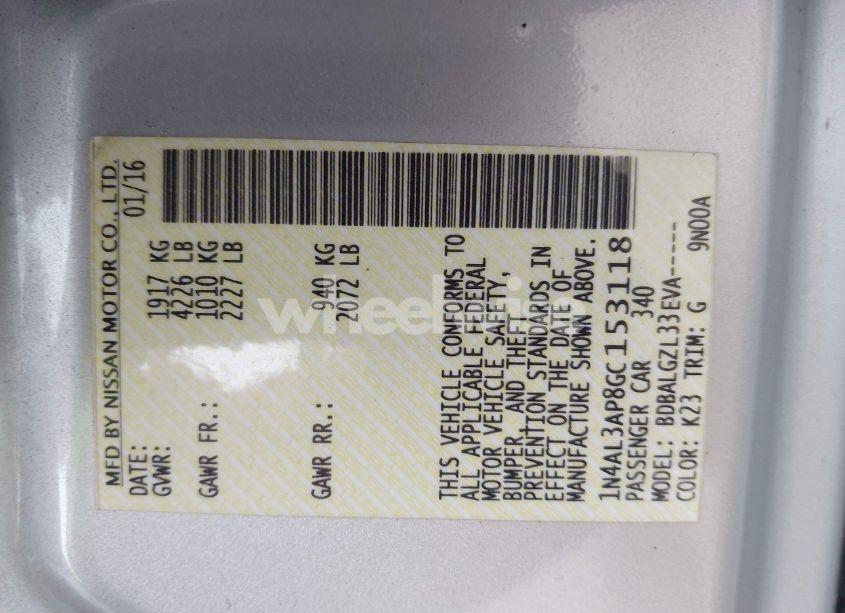 MFD BY NISSAN MOTOR CO., LTD.
DATE: 01/16
GVWR: 1917 KG
4226 LB
GAWR FR.: 1010 KG
2227 LB
GAWR RR.: 940 KG
2072 LB
THIS VEHICLE CONFORMS TO
ALL APPLICABLE FEDERAL
MOTOR VEHICLE SAFETY,
BUMPER, AND THEFT
PREVENTION STANDARDS IN
EFFECT ON THE DATE OF
MANUFACTURE SHOWN ABOVE.
1N4AL3AP8GC153118
PASSENGER CAR 340
MODEL: BDBALGZL33EVA-----
COLOR: K23 TRIM: G 9N00A